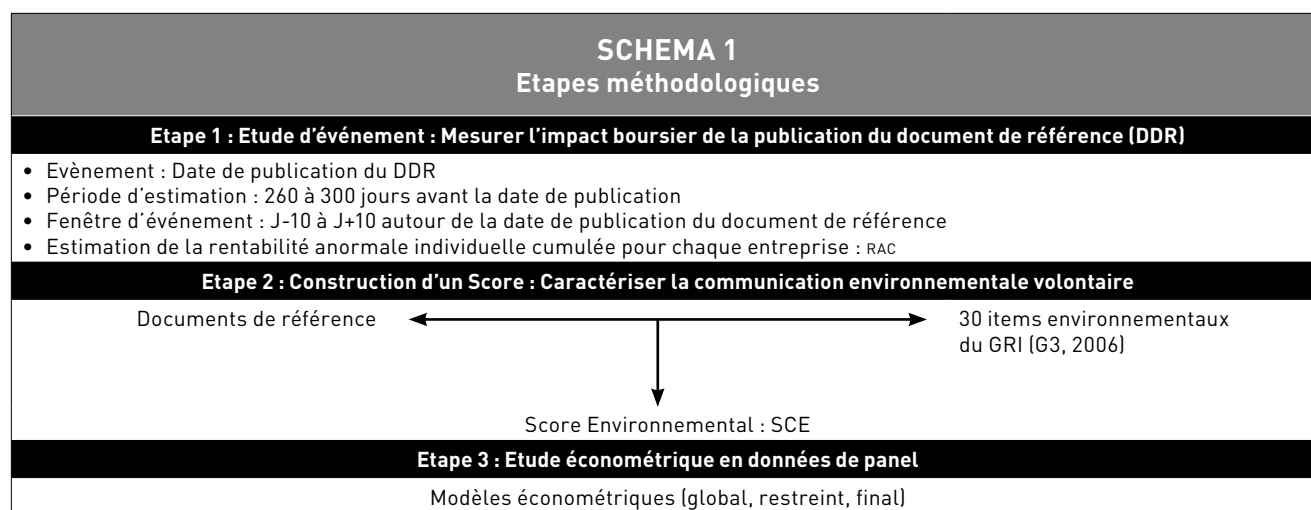 SCHEMA 1
Etapes méthodologiques
Etape 1 : Etude d'événement : Mesurer l'impact boursier de la publication du document de référence (DDR)
• Evènement : Date de publication du DDR
• Période d'estimation : 260 à 300 jours avant la date de publication
• Fenêtre d'événement : J-10 à J+10 autour de la date de publication du document de référence
• Estimation de la rentabilité anormale individuelle cumulée pour chaque entreprise : RAC
Etape 2 : Construction d'un Score : Caractériser la communication environnementale volontaire
Documents de référence
30 items environnementaux
du GRI (G3, 2006)
Score Environnemental : SCE
Etape 3 : Etude économétrique en données de panel
Modèles économétriques (global, restreint, final)